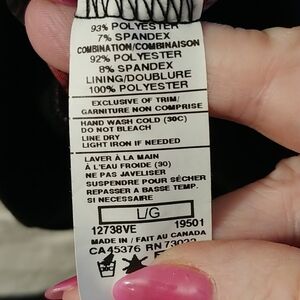 93% POLYESTER
7% SPANDEX
COMBINATION/COMBINAISON
92% POLYESTER
8% SPANDEX
LINING/DOUBLURE
100% POLYESTER
EXCLUSIVE OF TRIM/
GARNITURE NON COMPRISE
HAND WASH COLD (30C)
DO NOT BLEACH
LINE DRY
LIGHT IRON IF NEEDED
LAVER À LA MAIN
À L'EAU FROIDE (30)
NE PAS JAVELISER
SUSPENDRE POUR SÉCHER
REPASSER A BASSE TEMP.
SI NECESSAIRE
L/G
12738VE 19501
MADE IN / FAIT AU CANADA
CA 45376 RN